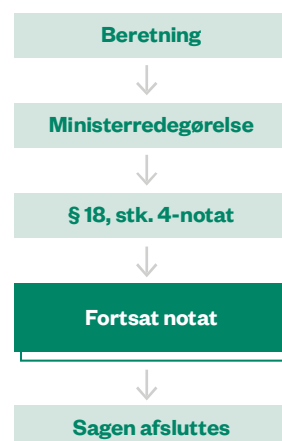 Beretning
Ministerredegørelse
§ 18, stk. 4-notat
Fortsat notat
Sagen afsluttes